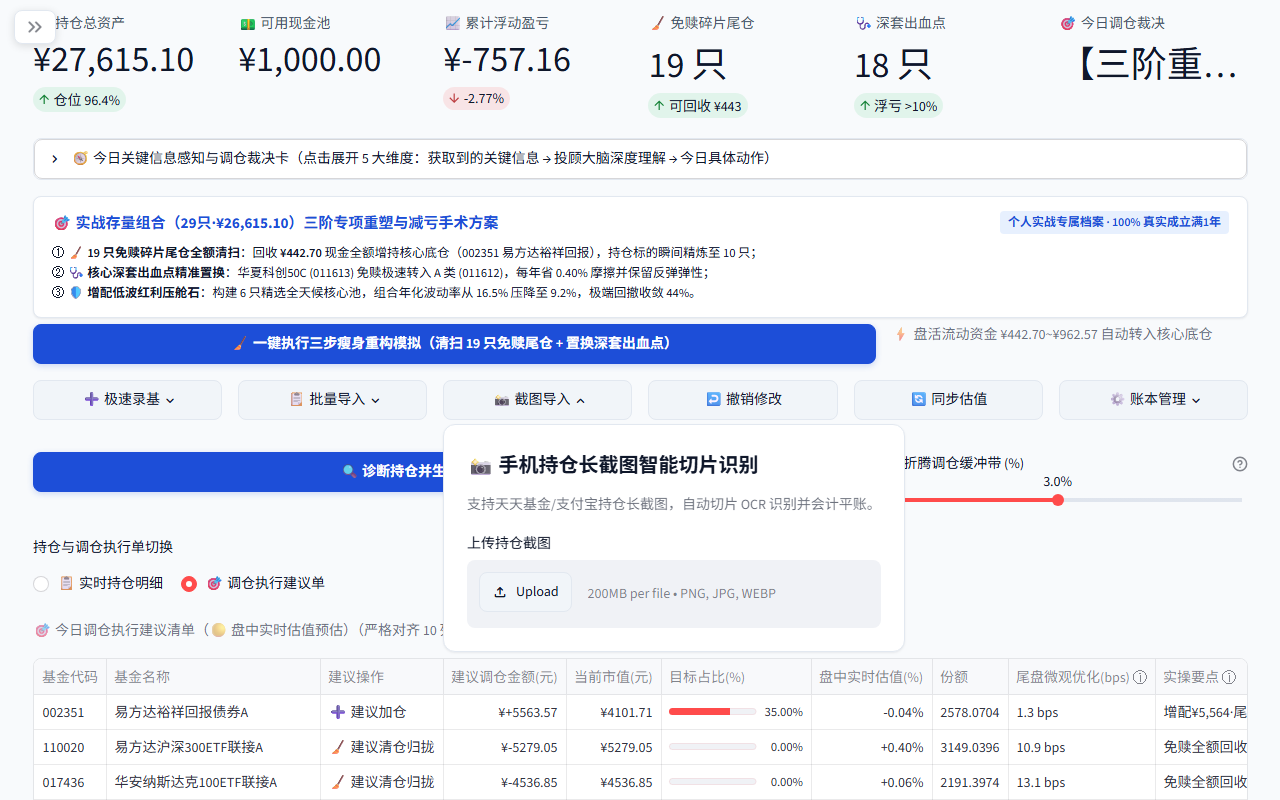 持仓总资产
可用现金池
累计浮动盈亏
免赎碎片尾仓
深套出血点
今日调仓裁决
¥27,615.10
¥1,000.00
¥-757.16
19 只
18 只
【三阶重…
仓位 96.4%
-2.77%
可回收 ¥443
浮亏 >10%
今日关键信息感知与调仓裁决卡（点击展开 5 大维度：获取到的关键信息 → 投顾大脑深度理解 → 今日具体动作）
实战存量组合（29只·¥26,615.10）三阶专项重塑与减亏手术方案
个人实战专属档案 · 100% 真实成立满1年
① 19 只免赎碎片尾仓全额清扫：回收 ¥442.70 现金全额增持核心底仓（002351 易方达裕祥回报），持仓标的瞬间精炼至 10 只；
② 核心深套出血点精准置换：华夏科创50C (011613) 免赎极速转入 A 类 (011612)，每年省 0.40% 摩擦并保留反弹弹性；
③ 增配低波红利压舱石：构建 6 只精选全天候核心池，组合年化波动率从 16.5% 压降至 9.2%，极端回撤收敛 44%。
一键执行三步瘦身重构模拟（清扫 19 只免赎尾仓 + 置换深套出血点）
盘活流动资金 ¥442.70~¥962.57 自动转入核心底仓
极速录基
批量导入
截图导入
撤销修改
同步估值
账本管理
诊断持仓并生
手机持仓长截图智能切片识别
支持天天基金/支付宝持仓长截图，自动切片 OCR 识别并会计平账。
上传持仓截图
Upload
200MB per file • PNG, JPG, WEBP
折腾调仓缓冲带 (%)
3.0%
持仓与调仓执行单切换
实时持仓明细
调仓执行建议单
今日调仓执行建议清单（ 盘中实时估值预估）（严格对齐 10
基金代码 基金名称 建议操作 建议调仓金额(元) 当前市值(元) 目标占比(%) 盘中实时估值(%) 份额 尾盘微观优化(bps) 实操要点
002351 易方达裕祥回报债券A 建议加仓 ¥+5563.57 ¥4101.71 35.00% -0.04% 2578.0704 1.3 bps 增配¥5,564·尾
110020 易方达沪深300ETF联接A 建议清仓归拢 ¥-5279.05 ¥5279.05 0.00% +0.40% 3149.0396 10.9 bps 免赎全额回收
017436 华安纳斯达克100ETF联接A 建议清仓归拢 ¥-4536.85 ¥4536.85 0.00% +0.06% 2191.3974 13.1 bps 免赎全额回收